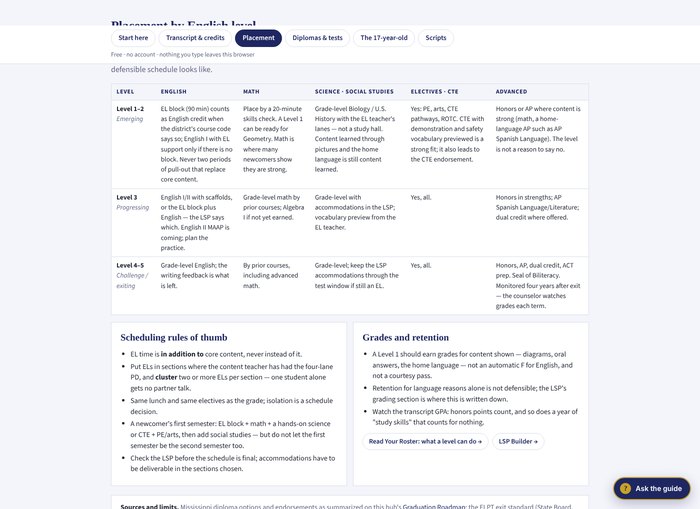 Placement by English level
Start here
Transcript & credits
Placement
Diplomas & tests
The 17-year-old
Scripts
Free · no account · nothing you type leaves this browser
defensible schedule looks like.
LEVEL
ENGLISH
MATH
SCIENCE · SOCIAL STUDIES
ELECTIVES · CTE
ADVANCED
Level 1–2
Emerging
EL block (90 min) counts
as English credit when
the district's course code
says so; English I with EL
support only if there is no
block. Never two periods
of pull-out that replace
core content.
Place by a 20-minute
skills check. A Level 1
can be ready for
Geometry. Math is
where many
newcomers show
they are strong.
Grade-level Biology / U.S.
History with the EL teacher's
lanes — not a study hall.
Content learned through
pictures and the home
language is still content
learned.
Yes: PE, arts, CTE
pathways, ROTC. CTE with
demonstration and safety
vocabulary previewed is a
strong fit; it also leads to
the CTE endorsement.
Honors or AP where content is
strong (math, a home-
language AP such as AP
Spanish Language). The level
is not a reason to say no.
Level 3
Progressing
English I/II with scaffolds,
or the EL block plus
English — the LSP says
which. English II MAAP is
coming; plan the
practice.
Grade-level math by
prior courses; Algebra
I if not yet earned.
Grade-level with
accommodations in the LSP;
vocabulary preview from the
EL teacher.
Yes, all.
Honors in strengths; AP
Spanish Language/Literature;
dual credit where offered.
Level 4–5
Challenge /
exiting
Grade-level English; the
writing feedback is what
is left.
By prior courses,
including advanced
math.
Grade-level; keep the LSP
accommodations through the
test window if still an EL.
Yes, all.
Honors, AP, dual credit, ACT
prep. Seal of Biliteracy.
Monitored four years after exit
— the counselor watches
grades each term.
Scheduling rules of thumb
• EL time is in addition to core content, never instead of it.
• Put ELs in sections where the content teacher has had the four-lane
PD, and cluster two or more ELs per section — one student alone
gets no partner talk.
• Same lunch and same electives as the grade; isolation is a schedule
decision.
• A newcomer's first semester: EL block + math + a hands-on science
or CTE + PE/arts, then add social studies — but do not let the first
semester be the second semester too.
• Check the LSP before the schedule is final; accommodations have to
be deliverable in the sections chosen.
Grades and retention
• A Level 1 should earn grades for content shown — diagrams, oral
answers, the home language — not an automatic F for English, and
not a courtesy pass.
• Retention for language reasons alone is not defensible; the LSP's
grading section is where this is written down.
• Watch the transcript GPA: honors points count, and so does a year of
"study skills" that counts for nothing.
Read Your Roster: what a level can do →
LSP Builder →
? Ask the guide
Sources and limits. Mississippi diploma options and endorsements as summarized on this hub's Graduation Roadmap; the ELPT exit standard (State Board,